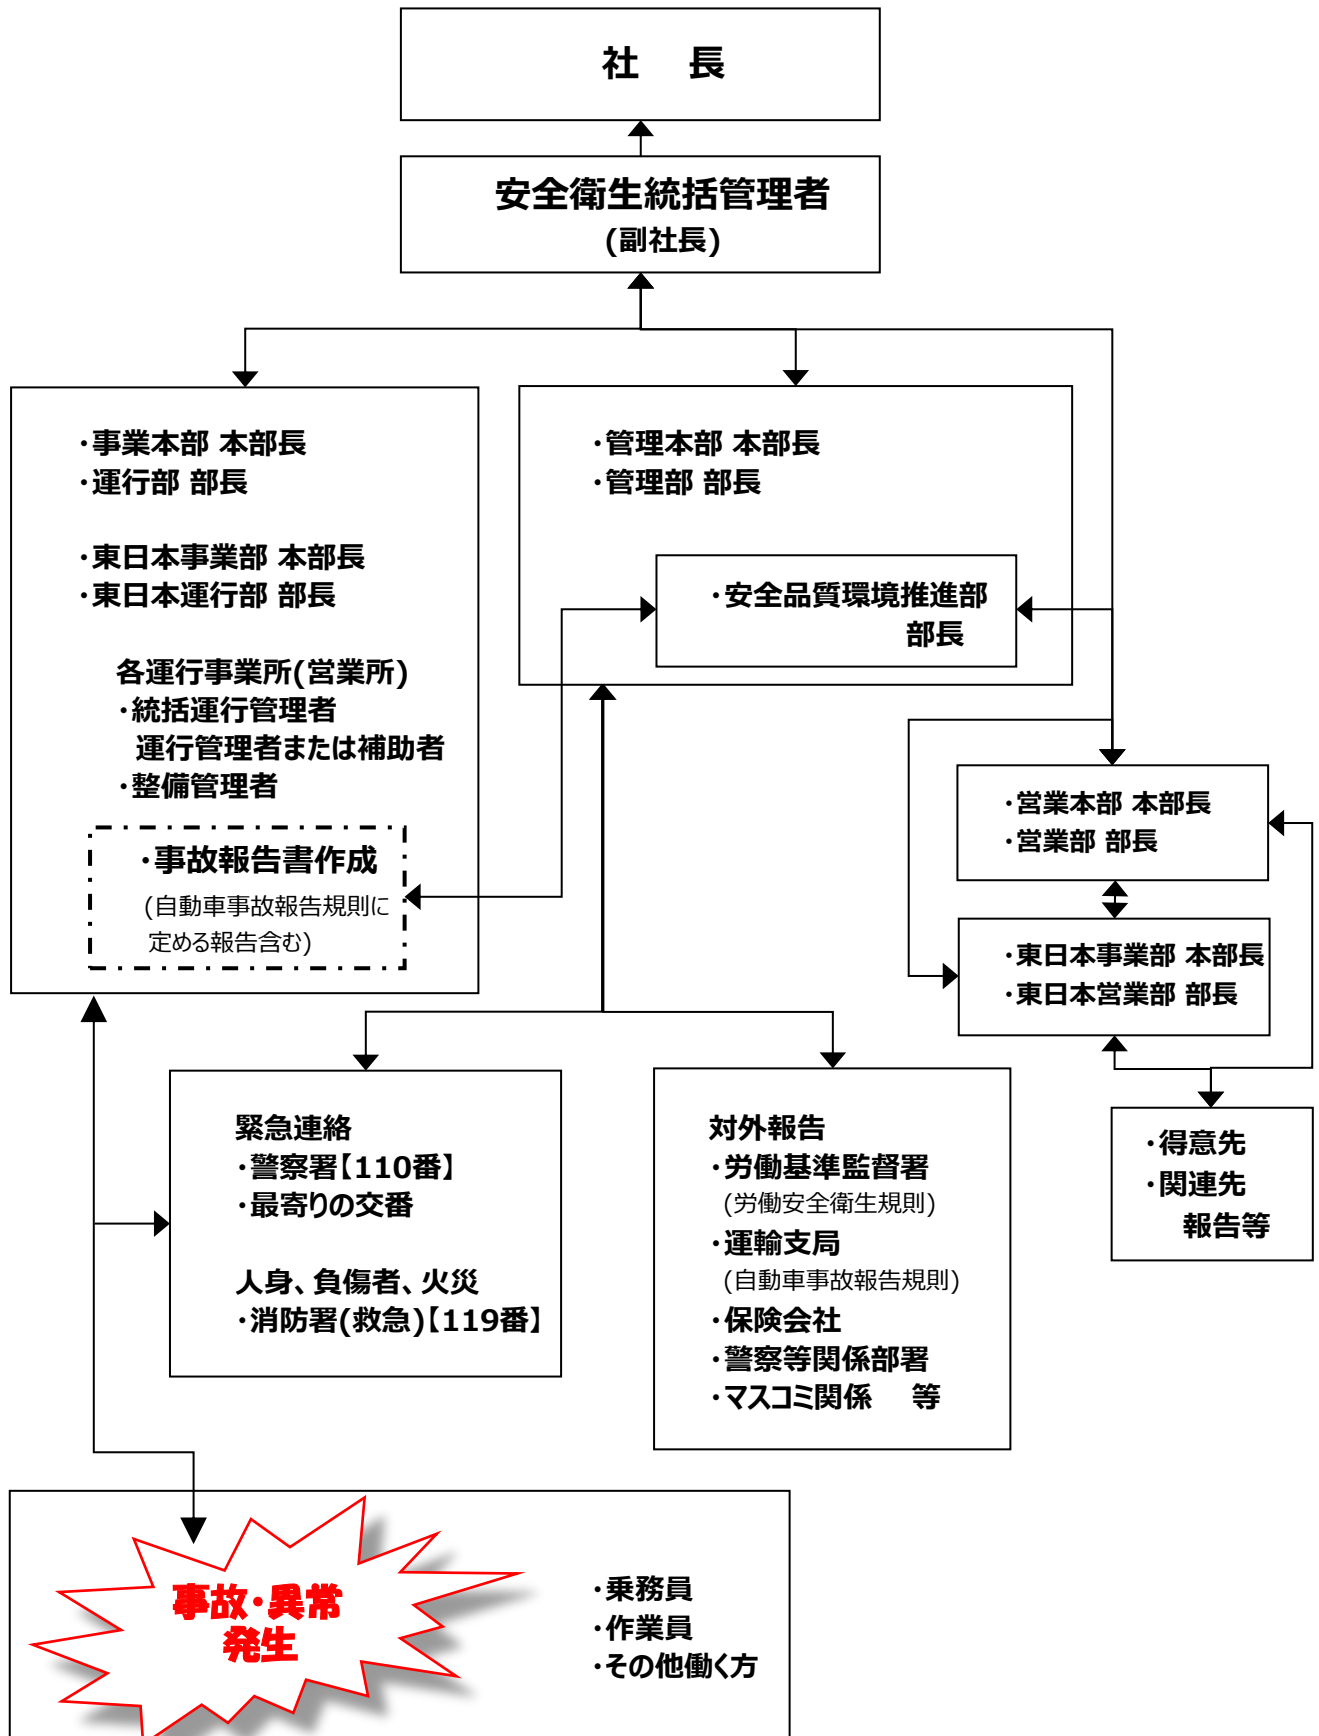 社　長
安全衛生統括管理者
(副社長)
・事業本部 本部長
・運行部 部長
・東日本事業部 本部長
・東日本運行部 部長
各運行事業所(営業所)
・統括運行管理者
運行管理者または補助者
・整備管理者
・事故報告書作成
(自動車事故報告規則に
定める報告含む)
・管理本部 本部長
・管理部 部長
・安全品質環境推進部
部長
・営業本部 本部長
・営業部 部長
・東日本事業部 本部長
・東日本営業部 部長
・得意先
・関連先
報告等
緊急連絡
・警察署【110番】
・最寄りの交番
人身、負傷者、火災
・消防署(救急)【119番】
対外報告
・労働基準監督署
(労働安全衛生規則)
・運輸支局
(自動車事故報告規則)
・保険会社
・警察等関係部署
・マスコミ関係　等
事故・異常
発生
・乗務員
・作業員
・その他働く方